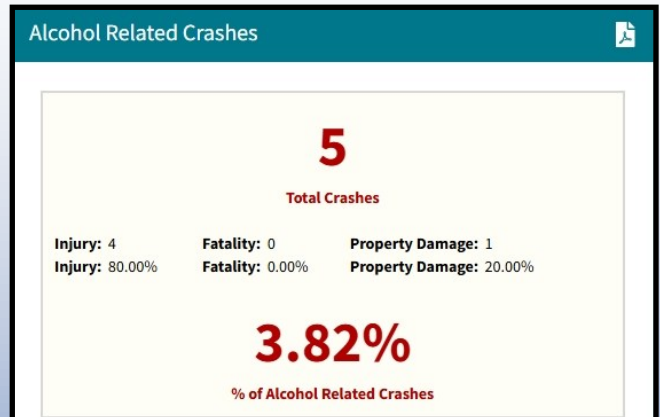 Alcohol Related Crashes
5
Total Crashes
Injury: 4 Fatality: 0 Property Damage: 1
Injury: 80.00% Fatality: 0.00% Property Damage: 20.00%
3.82%
% of Alcohol Related Crashes